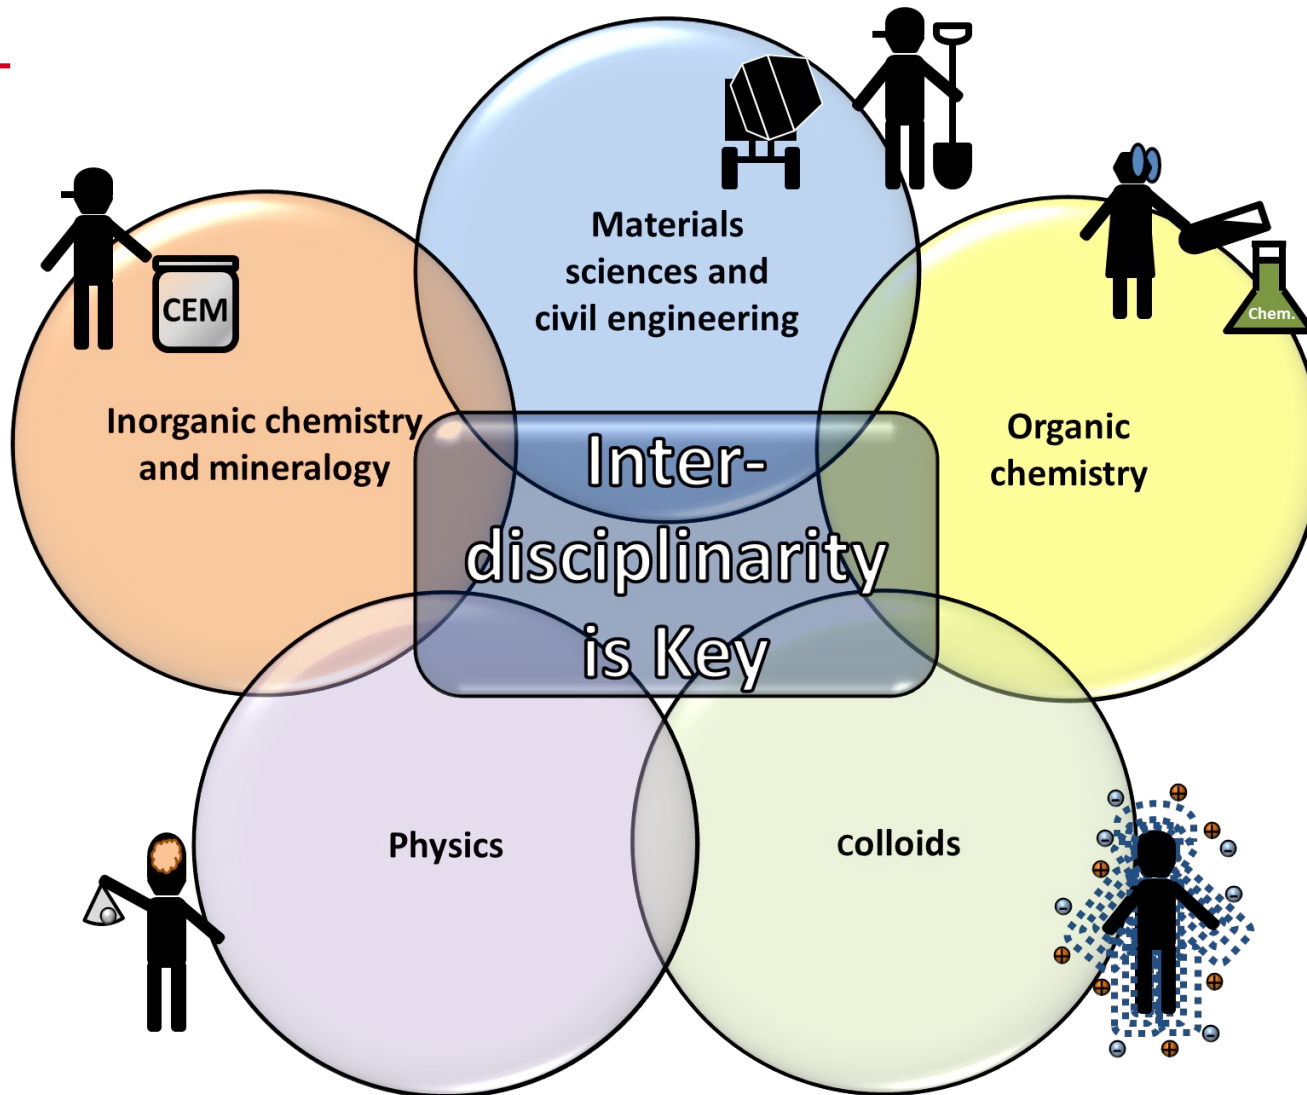 Materials
sciences and
civil engineering
CEM
Chem.
Inorganic chemistry
and mineralogy
Organic
chemistry
Inter-
disciplinarity
is Key
Physics
Colloids